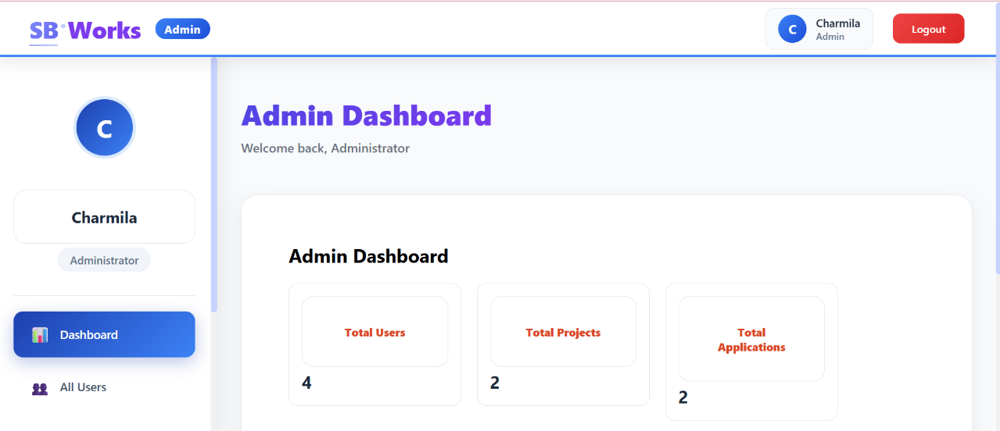 SB Works
Admin
C
Charmila
Admin
Logout
C
Charmila
Administrator
Dashboard
All Users
Admin Dashboard
Welcome back, Administrator
Admin Dashboard
Total Users
4
Total Projects
2
Total
Applications
2